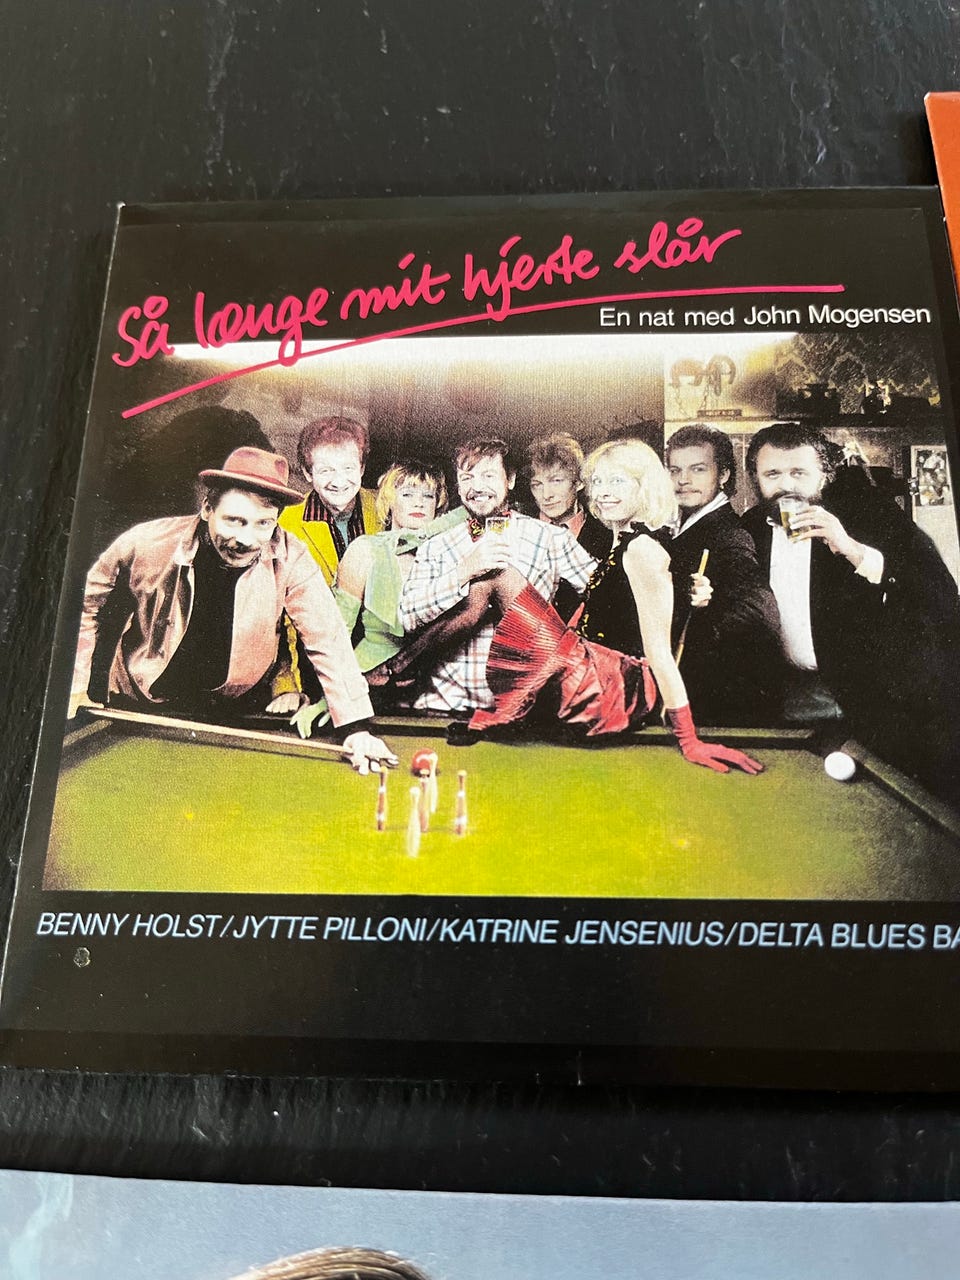 Så længe mit hjerte slår
En nat med John Mogensen
BENNY HOLST/JYTTE PILLONI/KATRINE JENSENIUS/DELTA BLUES BA